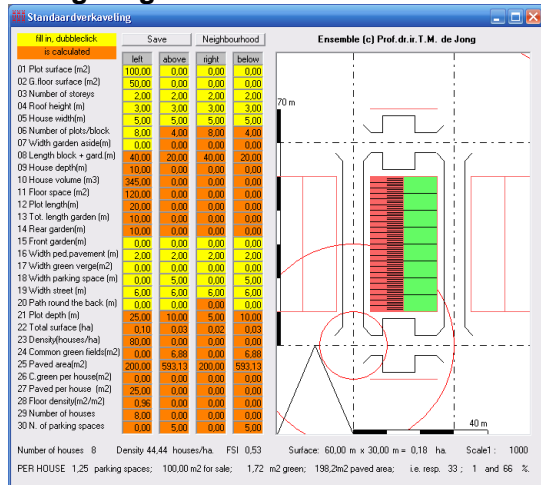 Standaardverkaveling
fill in, dubbleclick Save Neighbourhood Ensemble (c) Prof.dr.ir.T.M. de Jong
is calculated left above right below
01 Plot surface (m2) 100,00 0,00 0,00 0,00
02 G.floor surface (m2) 50,00 0,00 0,00 0,00
03 Number of storeys 2,00 2,00 2,00 2,00
04 Roof height (m) 3,00 3,00 3,00 3,00
05 House width(m) 5,00 5,00 5,00 5,00
06 Number of plots/block 8,00 4,00 8,00 4,00
07 Width garden aside(m) 0,00 0,00 0,00 0,00
08 Length block + gard.(m) 40,00 20,00 40,00 20,00
09 House depth(m) 10,00 0,00 0,00 0,00
10 House volume (m3) 345,00 0,00 0,00 0,00
11 Floor space (m2) 120,00 0,00 0,00 0,00
12 Plot length(m) 20,00 0,00 0,00 0,00
13 Tot. length garden (m) 10,00 0,00 0,00 0,00
14 Rear garden(m) 10,00 0,00 0,00 0,00
15 Front garden(m) 0,00 0,00 0,00 0,00
16 Width ped.pavement (m) 2,00 2,00 2,00 2,00
17 Width green verge(m2) 0,00 0,00 0,00 0,00
18 Width parking space (m) 0,00 5,00 0,00 5,00
19 Width street (m) 6,00 6,00 6,00 6,00
20 Path round the back (m) 0,00 0,00 0,00 0,00
21 Plot depth (m) 25,00 10,00 5,00 10,00
22 Total surface (ha) 0,10 0,03 0,02 0,03
23 Density(houses/ha) 80,00 0,00 0,00 0,00
24 Common green fields(m2) 0,00 6,88 0,00 6,88
25 Paved area(m2) 200,00 593,13 200,00 593,13
26 C.green per house(m2) 0,00 0,00 0,00 0,00
27 Paved per house (m2) 25,00 0,00 0,00 0,00
28 Floor density(m2/m2) 0,96 0,00 0,00 0,00
29 Number of houses 8,00 0,00 0,00 0,00
30 N. of parking spaces 0,00 5,00 0,00 5,00
70 m
40 m
Number of houses 8 Density 44,44 houses/ha. FSI 0,53 Surface: 60,00 m x 30,00 m = 0,18 ha. Scale1 : 1000
PER HOUSE 1,25 parking spaces; 100,00 m2 for sale; 1,72 m2 green; 198,2m2 paved area; i.e. resp. 33 ; 1 and 66 %.